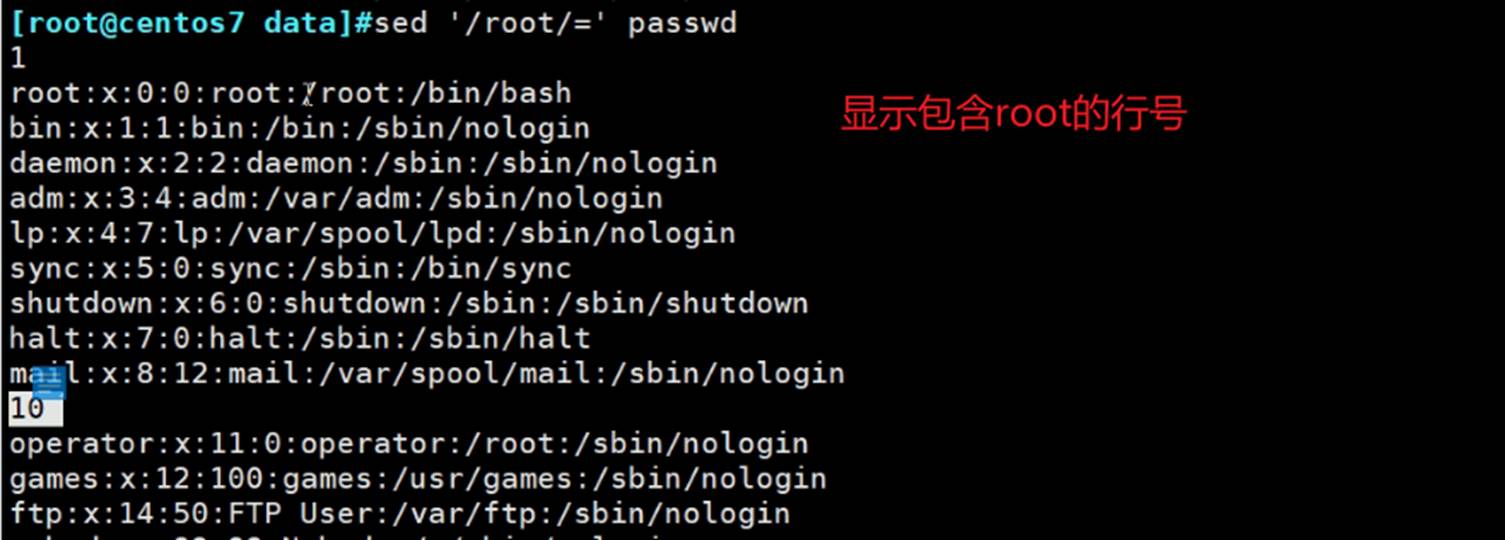 [root@centos7 data]#sed '/root/=' passwd
1
root:x:0:0:root:/root:/bin/bash
显示包含root的行号
bin:x:1:1:bin:/bin:/sbin/nologin
daemon:x:2:2:daemon:/sbin:/sbin/nologin
adm:x:3:4:adm:/var/adm:/sbin/nologin
lp:x:4:7:lp:/var/spool/lpd:/sbin/nologin
sync:x:5:0:sync:/sbin:/bin/sync
shutdown:x:6:0:shutdown:/sbin:/sbin/shutdown
halt:x:7:0:halt:/sbin:/sbin/halt
mail:x:8:12:mail:/var/spool/mail:/sbin/nologin
10
operator:x:11:0:operator:/root:/sbin/nologin
games:x:12:100:games:/usr/games:/sbin/nologin
ftp:x:14:50:FTP User:/var/ftp:/sbin/nologin